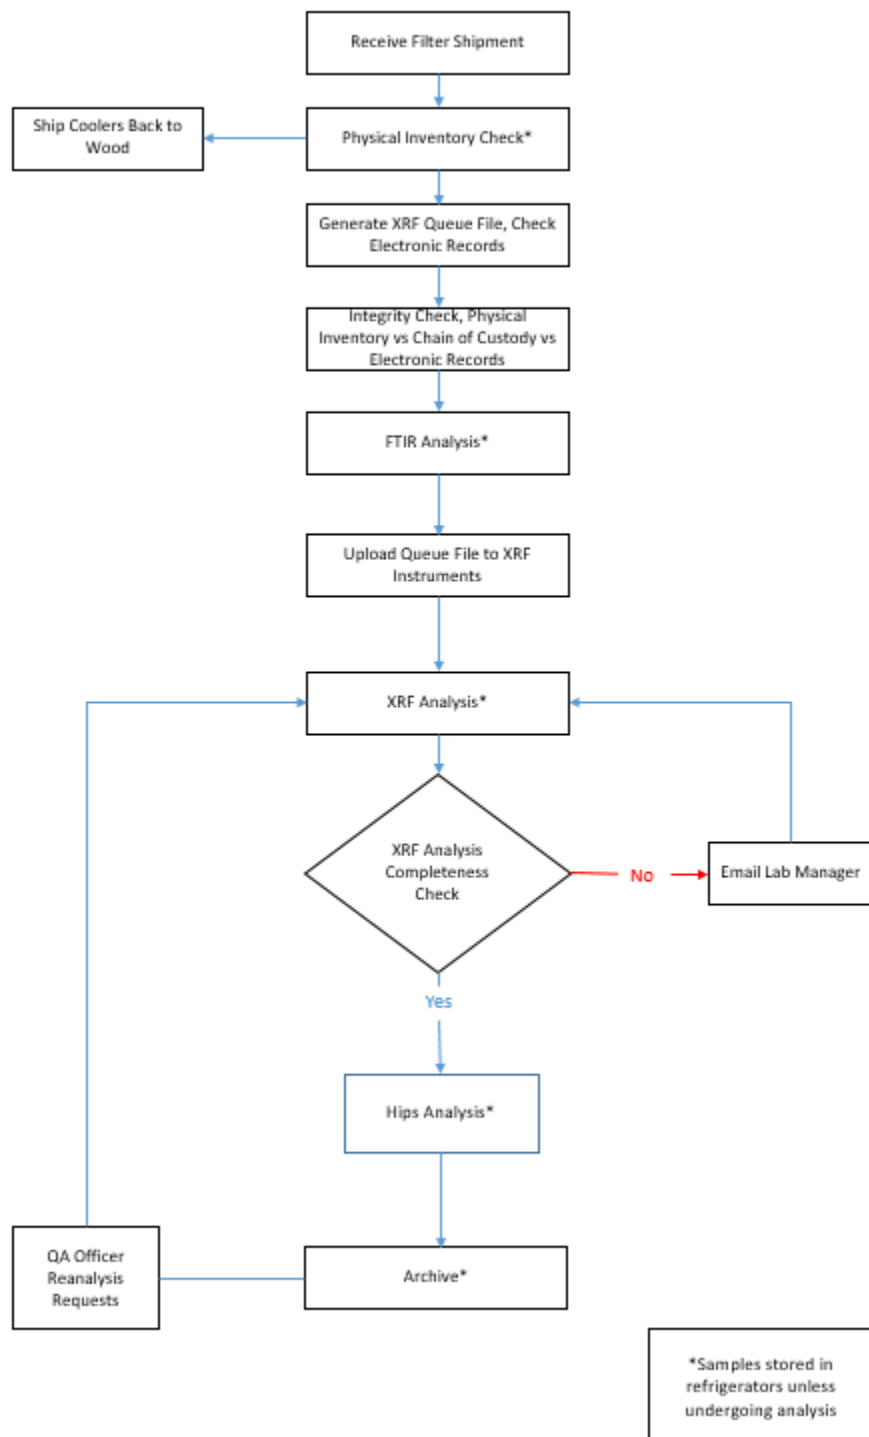 Receive Filter Shipment
Ship Coolers Back to
Wood
Physical Inventory Check*
Generate XRF Queue File, Check
Electronic Records
Integrity Check, Physical
Inventory vs Chain of Custody vs
Electronic Records
FTIR Analysis*
Upload Queue File to XRF
Instruments
XRF Analysis*
XRF Analysis
Completeness
Check
No
Email Lab Manager
Yes
Hips Analysis*
QA Officer
Reanalysis
Requests
Archive*
*Samples stored in
refrigerators unless
undergoing analysis